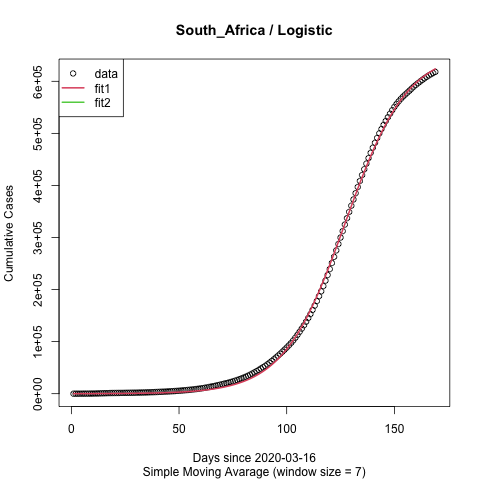 South_Africa / Logistic
data
fit1
fit2
Cumulative Cases
0e+00
1e+05
2e+05
3e+05
4e+05
5e+05
6e+05
0
50
100
150
Days since 2020-03-16
Simple Moving Avarage (window size = 7)